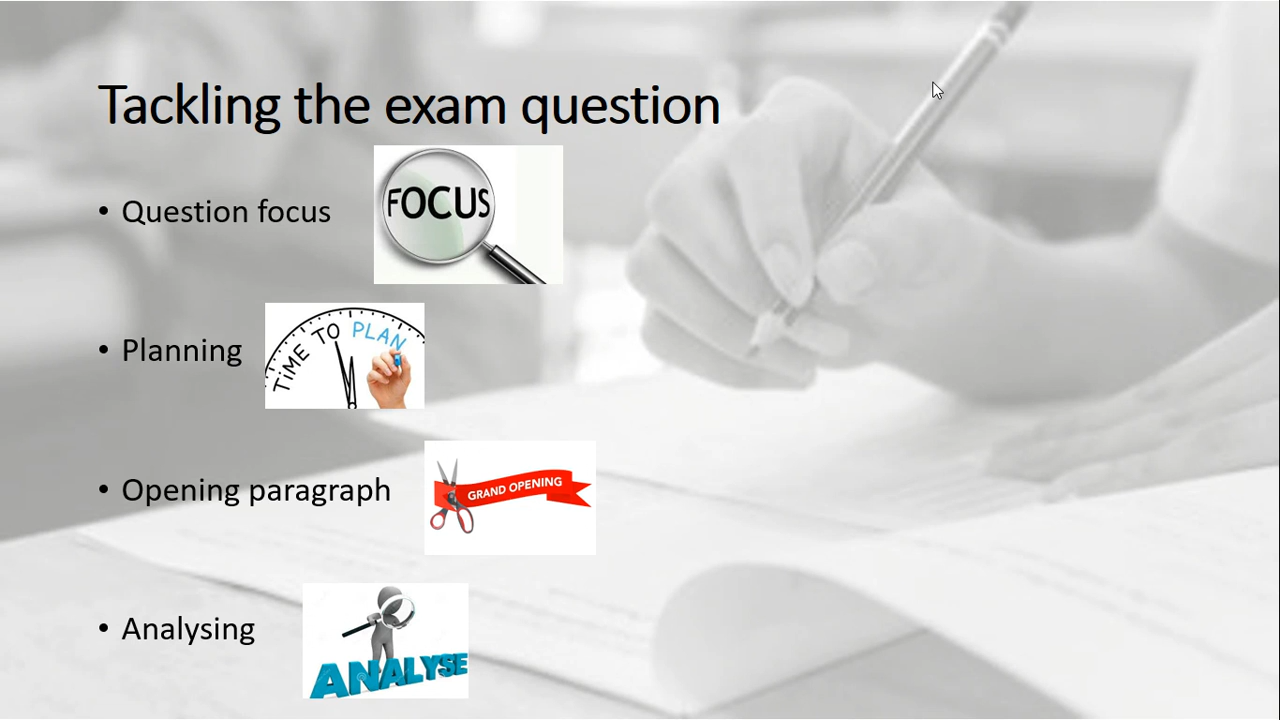 Tackling the exam question
• Question focus
FOCUS
• Planning
TIME TO PLAN
• Opening paragraph
GRAND OPENING
• Analysing
ANALYSE